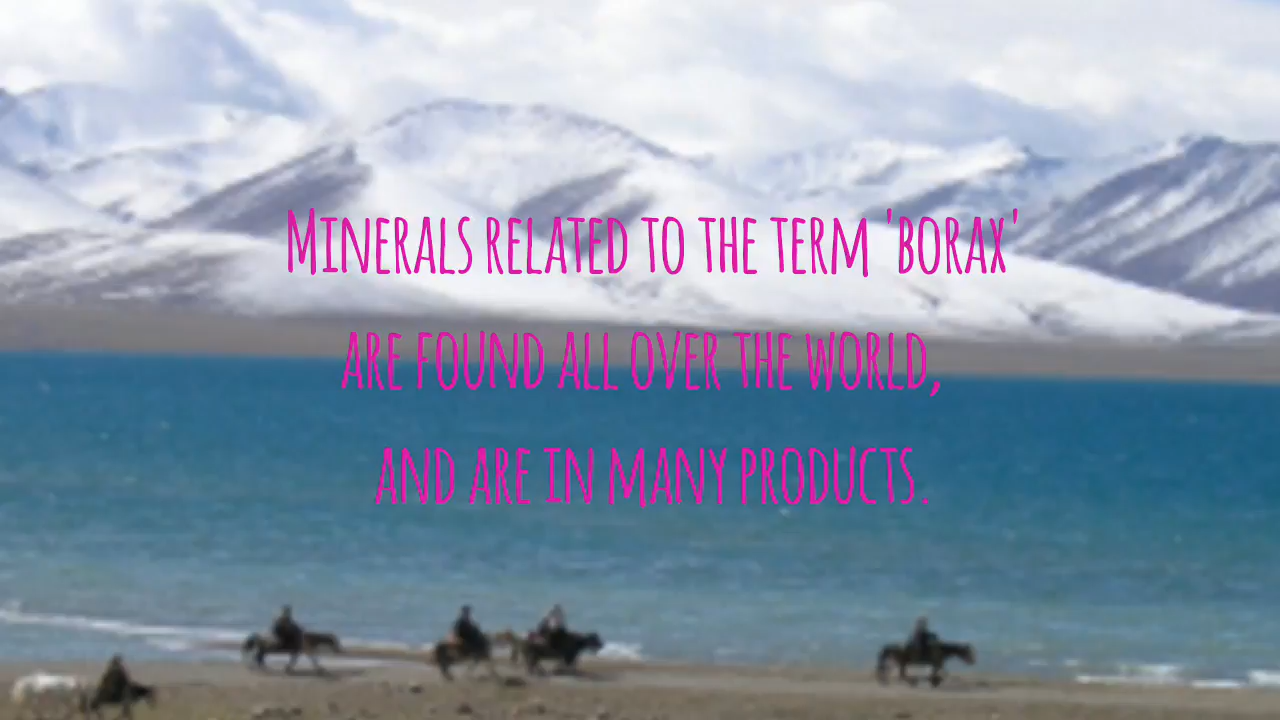 Minerals related to the term 'borax'
are found all over the world,
and are in many products.